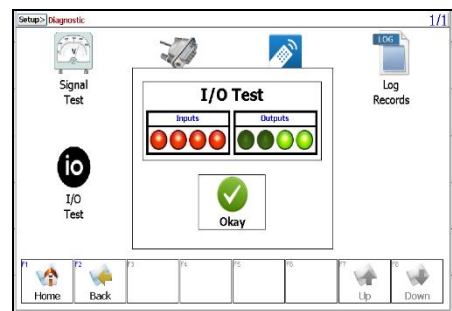 Setup> Diagnostic 1/1
V
LOG
Signal
Test
Log
Records
I/O Test
Inputs Outputs
io
I/O
Test
Okay
F1 F2 F3 F4 F5 F6 F7 F8
Home Back Up Down